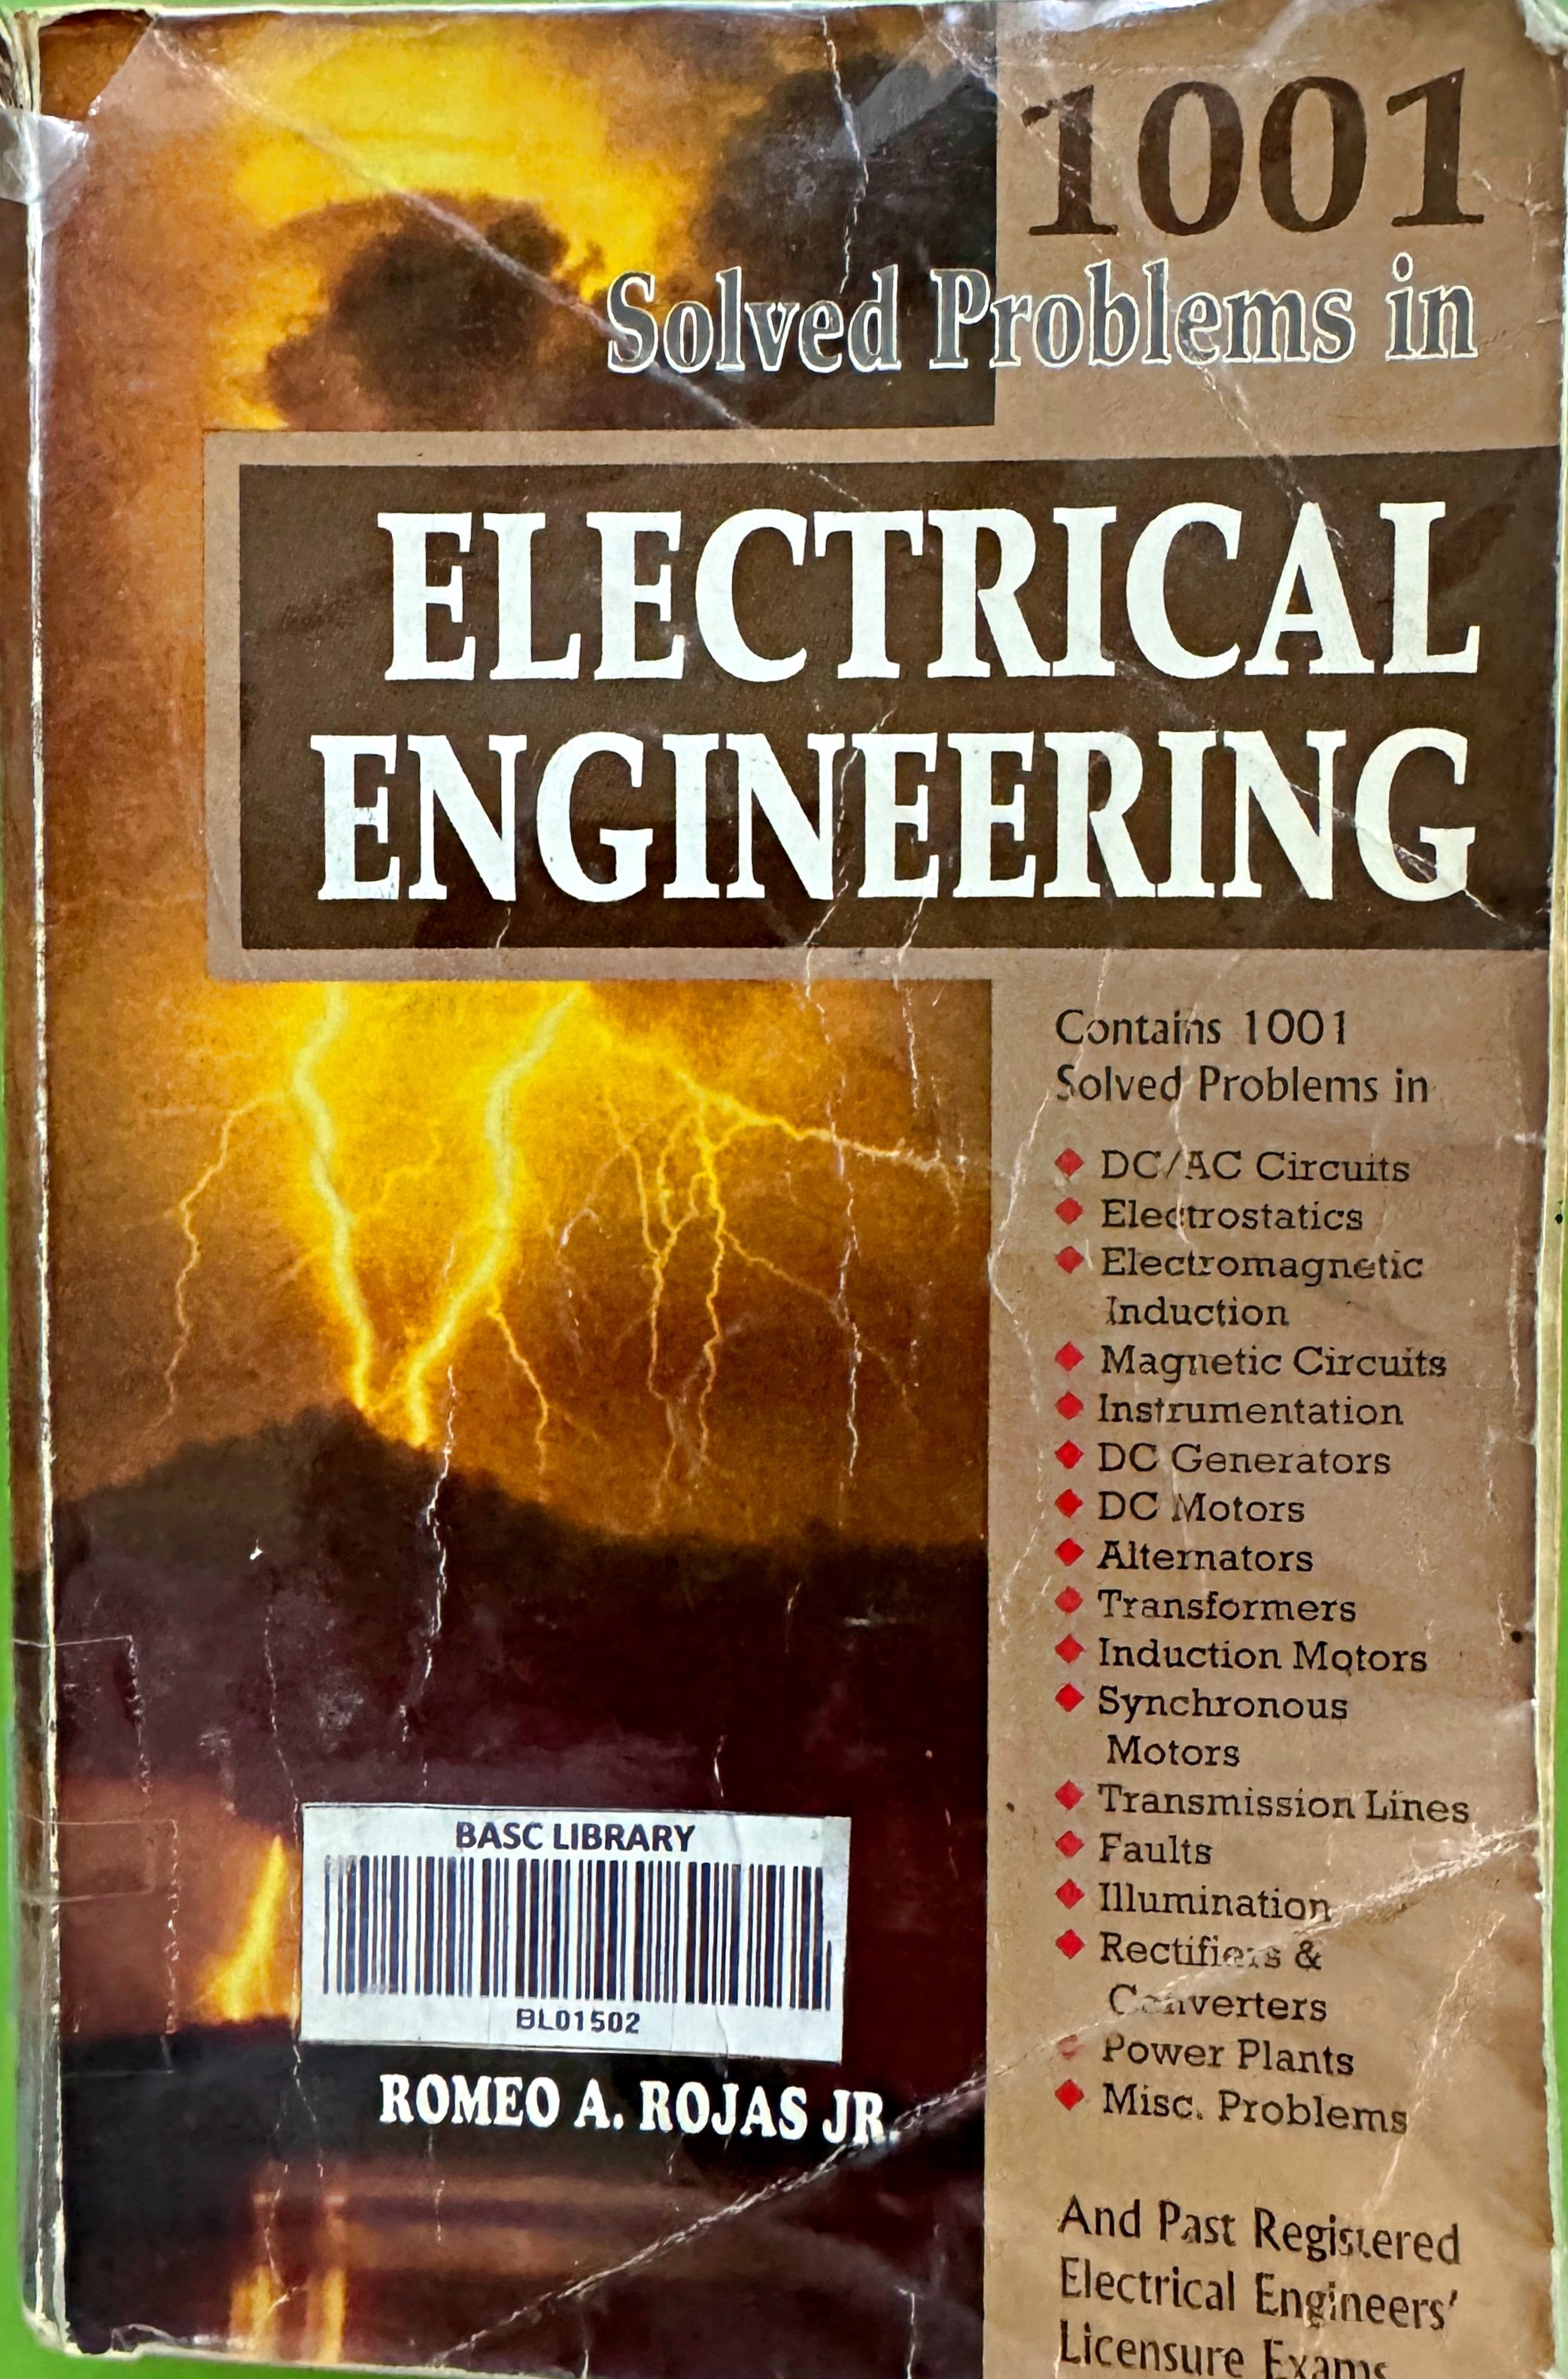 1001
Solved Problems in
ELECTRICAL
ENGINEERING
Contains 1001
Solved Problems in
DC/AC Circuits
Electrostatics
Electromagnetic
Induction
Magnetic Circuits
Instrumentation
DC Generators
DC Motors
Alternators
Transformers
Induction Motors
Synchronous
Motors
Transmission Lines
Faults
Illumination
Rectifiers &
Converters
Power Plants
Misc. Problems
And Past Registered
Electrical Engineers'
Licensure Exams
BASC LIBRARY
BL01502
ROMEO A. ROJAS JR.